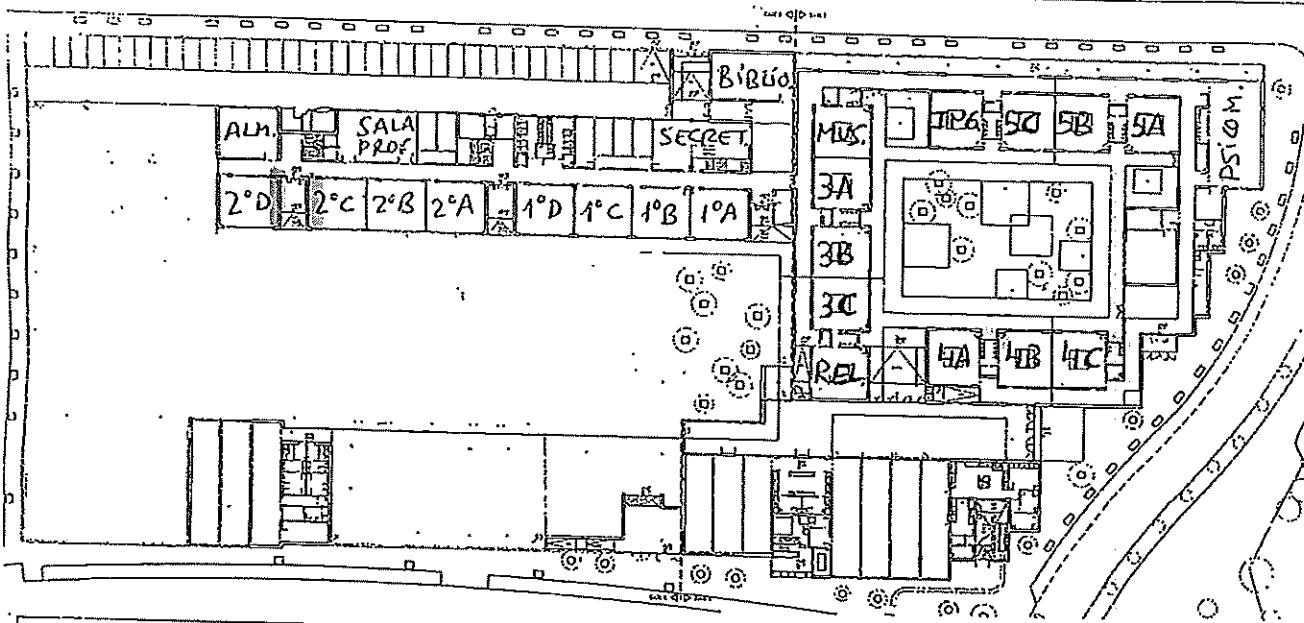 BIBLIO.
ALM.
SALA
PROF.
SECRET.
MUS.
5C
5B
5A
PSICOM.
2°D
2°C
2°B
2°A
1°D
1°C
1°B
1°A
3A
3B
3C
REL.
4A
4B
4C